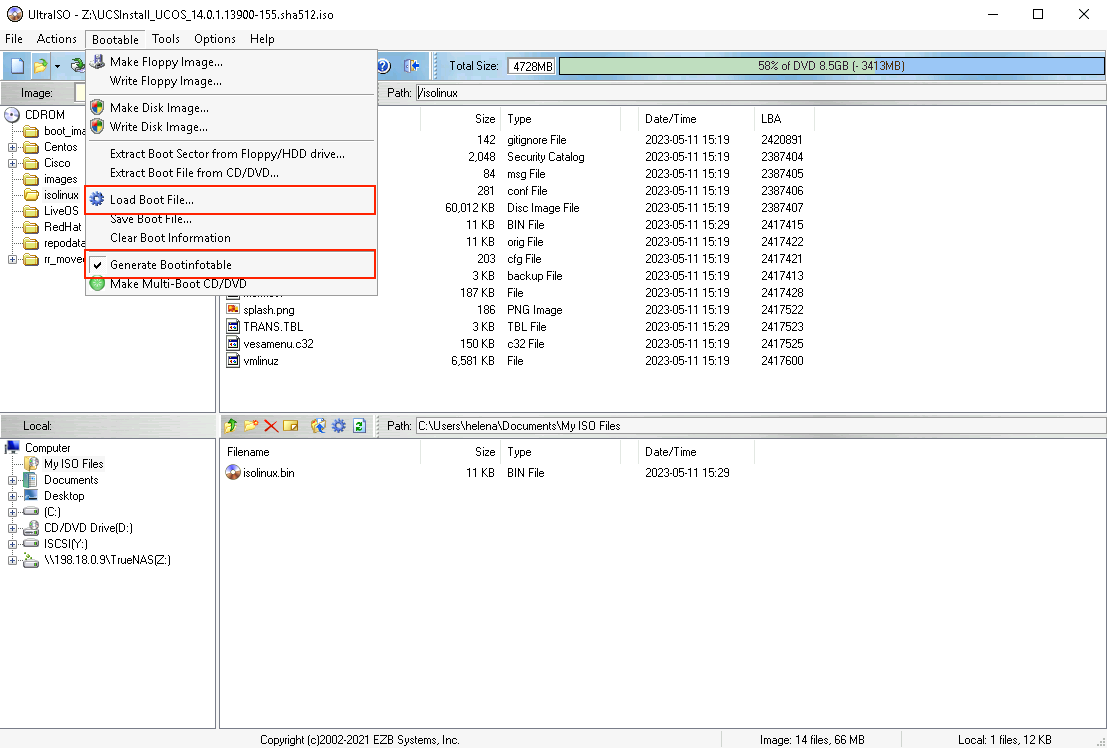 UltraISO - Z:\UCSInstall_UCOS_14.0.1.13900-155.sha512.iso
File Actions Bootable Tools Options Help
Total Size: 4728MB 58% of DVD 8.5GB (- 3413MB)
Image: Path: /isolinux
Make Floppy Image...
Write Floppy Image...
Make Disk Image...
Write Disk Image...
Extract Boot Sector from Floppy/HDD drive...
Extract Boot File from CD/DVD...
Load Boot File...
Save Boot File...
Clear Boot Information
Generate Bootinfotable
Make Multi-Boot CD/DVD
CDROM
boot_ima
Centos
Cisco
images
isolinux
LiveOS
RedHat
repodata
rr_moved
Size Type Date/Time LBA
142 gitignore File 2023-05-11 15:19 2420891
2,048 Security Catalog 2023-05-11 15:19 2387404
84 msg File 2023-05-11 15:19 2387405
281 conf File 2023-05-11 15:19 2387406
60,012 KB Disc Image File 2023-05-11 15:19 2387407
11 KB BIN File 2023-05-11 15:29 2417415
11 KB orig File 2023-05-11 15:19 2417422
203 cfg File 2023-05-11 15:19 2417421
3 KB backup File 2023-05-11 15:19 2417413
187 KB File 2023-05-11 15:19 2417428
splash.png 186 PNG Image 2023-05-11 15:19 2417522
TRANS.TBL 3 KB TBL File 2023-05-11 15:29 2417523
vesamenu.c32 150 KB c32 File 2023-05-11 15:19 2417525
vmlinuz 6,581 KB File 2023-05-11 15:19 2417600
Local: Path: C:\Users\helena\Documents\My ISO Files
Computer
My ISO Files
Documents
Desktop
(C:)
CD/DVD Drive(D:)
ISCSI(Y:)
\\198.18.0.9\TrueNAS(Z:)
Filename Size Type Date/Time
isolinux.bin 11 KB BIN File 2023-05-11 15:29
Copyright (c)2002-2021 EZB Systems, Inc. Image: 14 files, 66 MB Local: 1 files, 12 KB